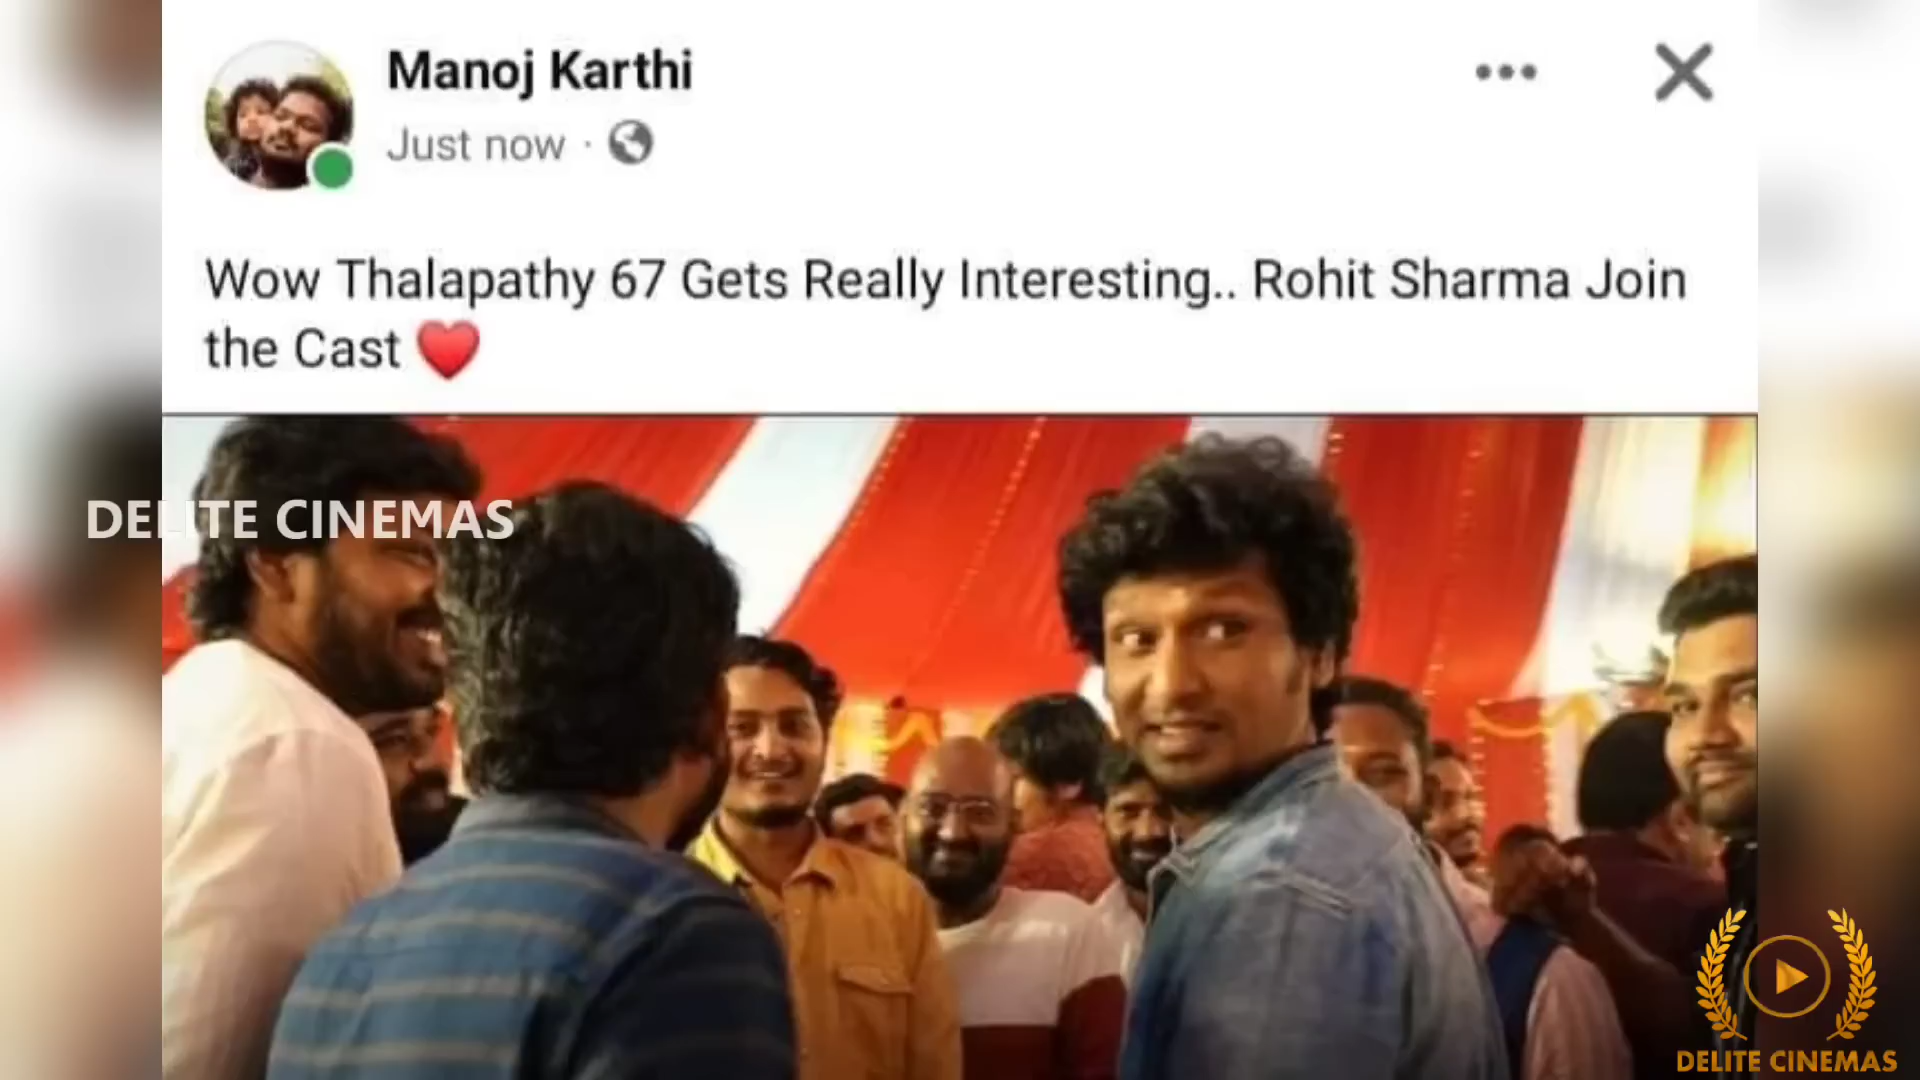 Manoj Karthi
Just now ·
Wow Thalapathy 67 Gets Really Interesting.. Rohit Sharma Join
the Cast ❤️
DELITE CINEMAS
DELITE CINEMAS